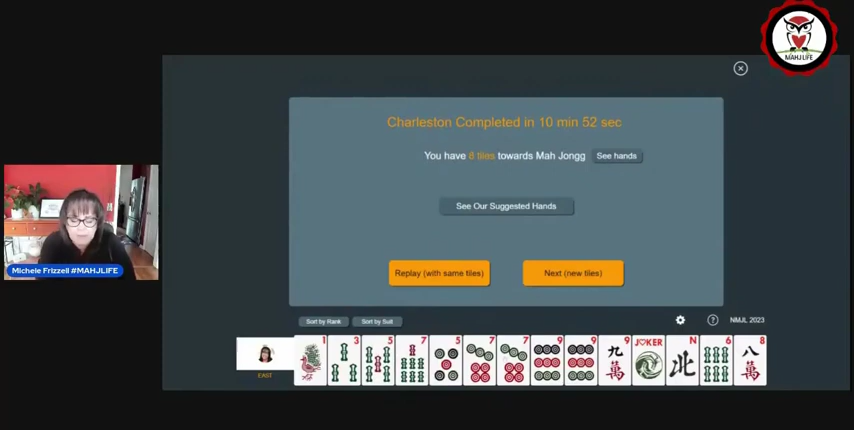 MAHJ LIFE
Charleston Completed in 10 min 52 sec
You have 8 tiles towards Mah Jongg
See hands
See Our Suggested Hands
Replay (with same tiles)
Next (new tiles)
Michele Frizzell #MAHJLIFE
Sort by Rank
Sort by Suit
?
NMJL 2023
EAST
1 3 5 7 5 7 7 9 9 9 JOKER N 6 8
九 北 八
萬 萬